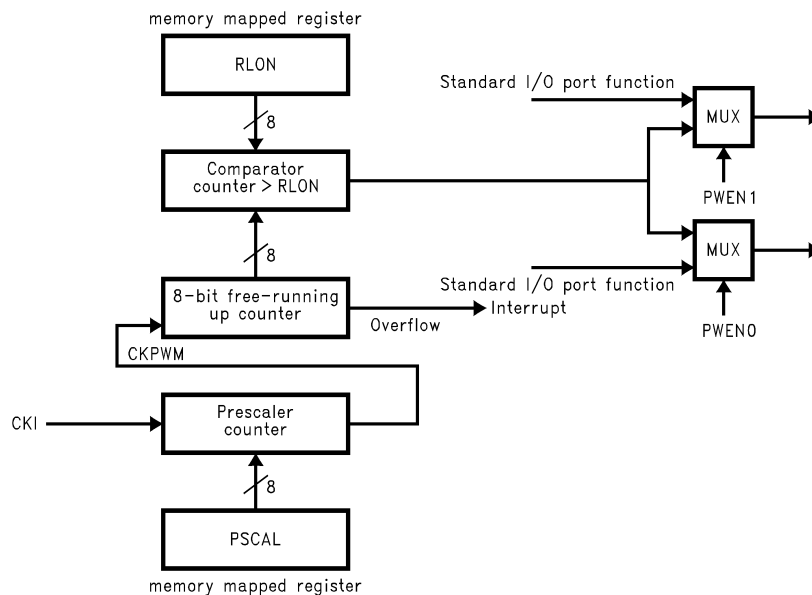 memory mapped register
RLON
8
Comparator
counter > RLON
8
8-bit free-running
up counter
Overflow
Interrupt
CKPWM
CKI
Prescaler
counter
8
PSCAL
memory mapped register
Standard I/O port function
MUX
PWEN1
MUX
Standard I/O port function
PWEN0